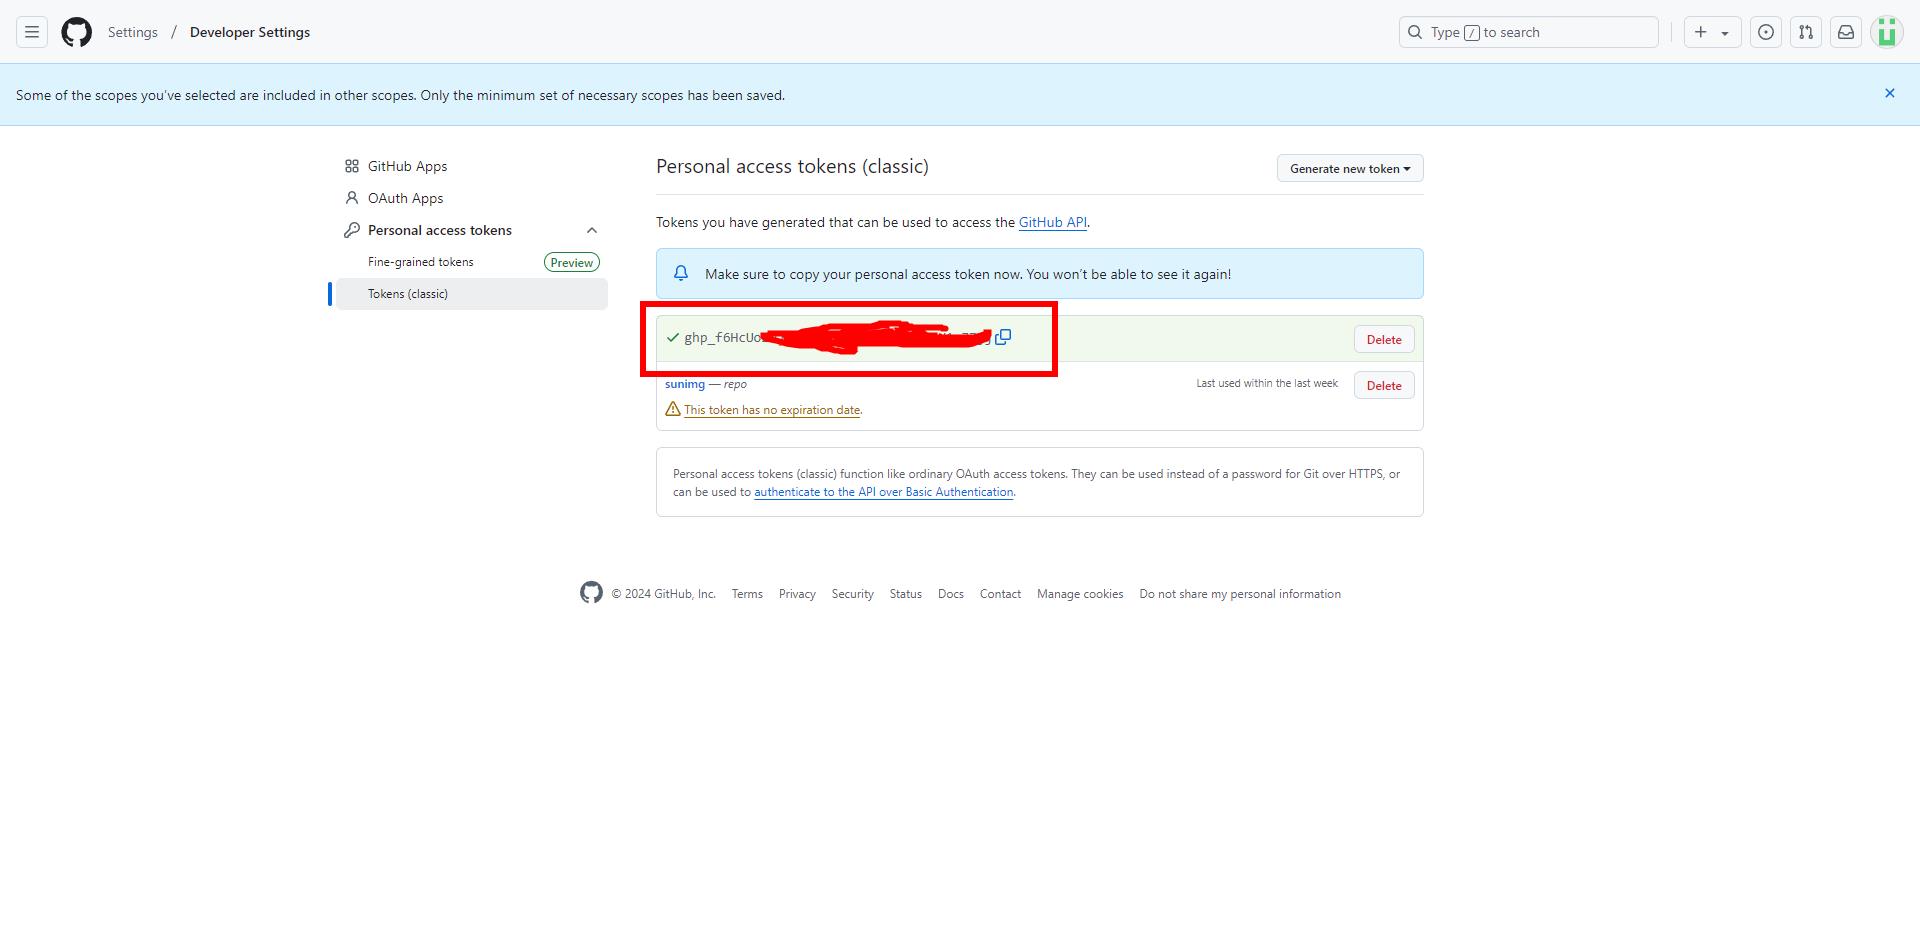 Settings / Developer Settings
Type / to search
Some of the scopes you've selected are included in other scopes. Only the minimum set of necessary scopes has been saved.
GitHub Apps
OAuth Apps
Personal access tokens
Fine-grained tokens Preview
Tokens (classic)
Personal access tokens (classic)
Generate new token
Tokens you have generated that can be used to access the GitHub API.
Make sure to copy your personal access token now. You won't be able to see it again!
ghp_f6HcUo
Delete
sunimg — repo
Last used within the last week
Delete
This token has no expiration date.
Personal access tokens (classic) function like ordinary OAuth access tokens. They can be used instead of a password for Git over HTTPS, or
can be used to authenticate to the API over Basic Authentication.
© 2024 GitHub, Inc. Terms Privacy Security Status Docs Contact Manage cookies Do not share my personal information